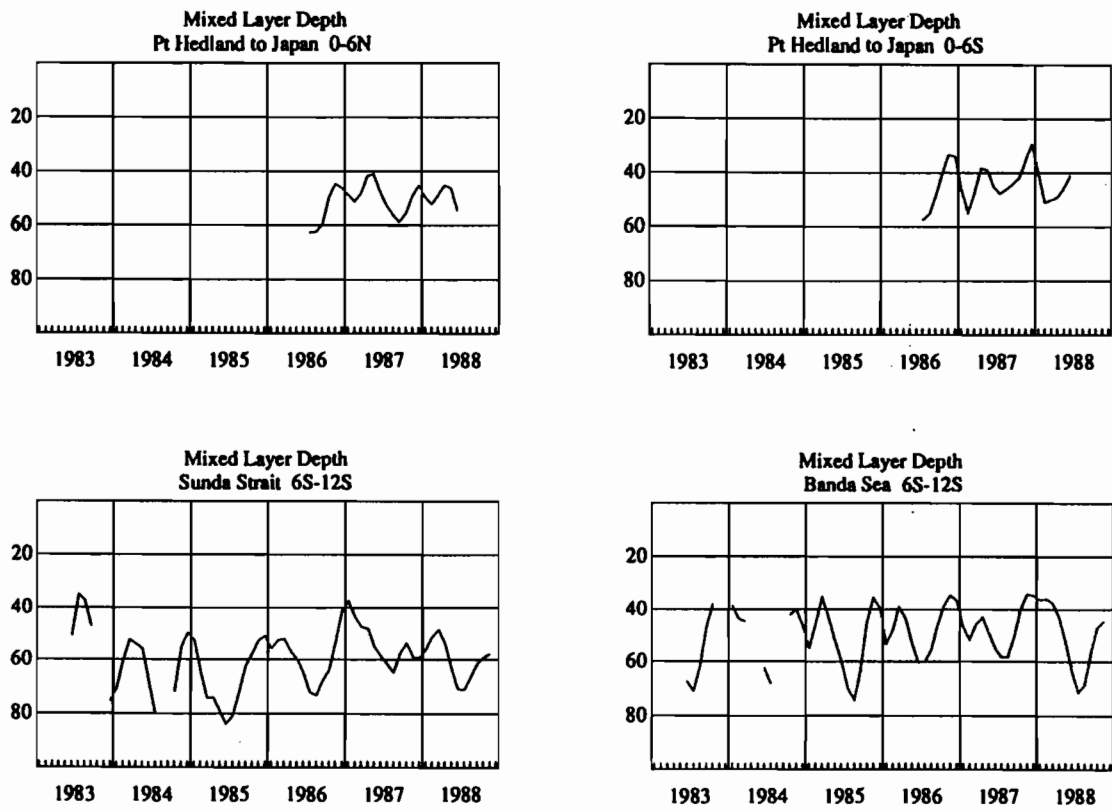 Mixed Layer Depth
Pt Hedland to Japan 0-6N
20
40
60
80
1983 1984 1985 1986 1987 1988
Mixed Layer Depth
Pt Hedland to Japan 0-6S
20
40
60
80
1983 1984 1985 1986 1987 1988
Mixed Layer Depth
Sunda Strait 6S-12S
20
40
60
80
1983 1984 1985 1986 1987 1988
Mixed Layer Depth
Banda Sea 6S-12S
20
40
60
80
1983 1984 1985 1986 1987 1988